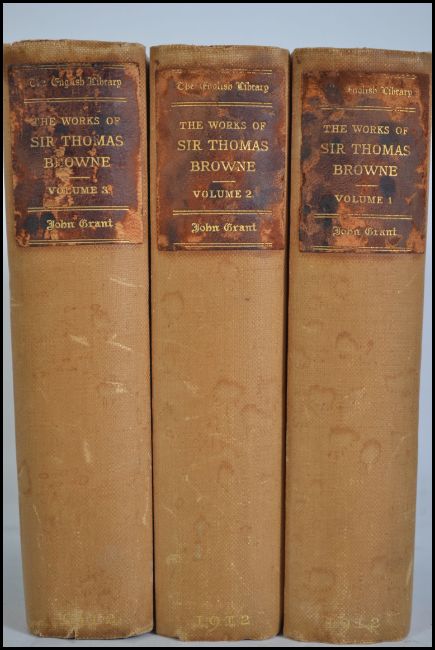 The English Library
THE WORKS OF
SIR THOMAS
BROWNE
VOLUME 3
John Grant
1912
The English Library
THE WORKS OF
SIR THOMAS
BROWNE
VOLUME 2
John Grant
1912
English Library
THE WORKS OF
SIR THOMAS
BROWNE
VOLUME 1
John Grant
1912